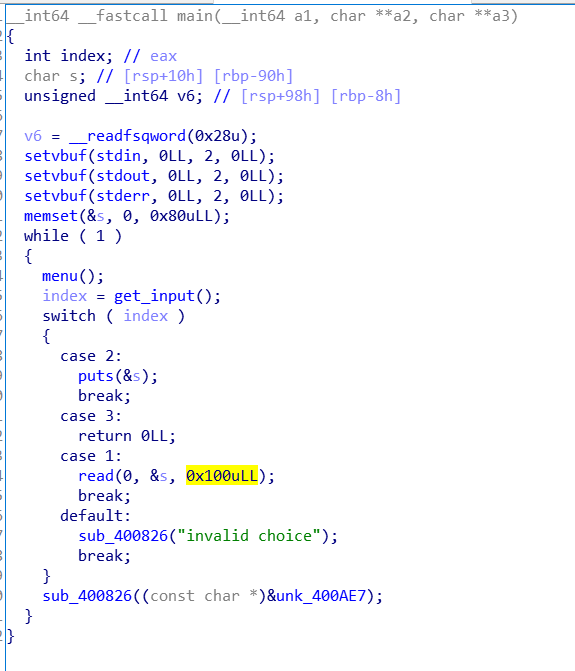 __int64 __fastcall main(__int64 a1, char **a2, char **a3)
{
  int index; // eax
  char s; // [rsp+10h] [rbp-90h]
  unsigned __int64 v6; // [rsp+98h] [rbp-8h]

  v6 = __readfsqword(0x28u);
  setvbuf(stdin, 0LL, 2, 0LL);
  setvbuf(stdout, 0LL, 2, 0LL);
  setvbuf(stderr, 0LL, 2, 0LL);
  memset(&s, 0, 0x80uLL);
  while ( 1 )
  {
    menu();
    index = get_input();
    switch ( index )
    {
      case 2:
        puts(&s);
        break;
      case 3:
        return 0LL;
      case 1:
        read(0, &s, 0x100uLL);
        break;
      default:
        sub_400826("invalid choice");
        break;
    }
    sub_400826((const char *)&unk_400AE7);
  }
}